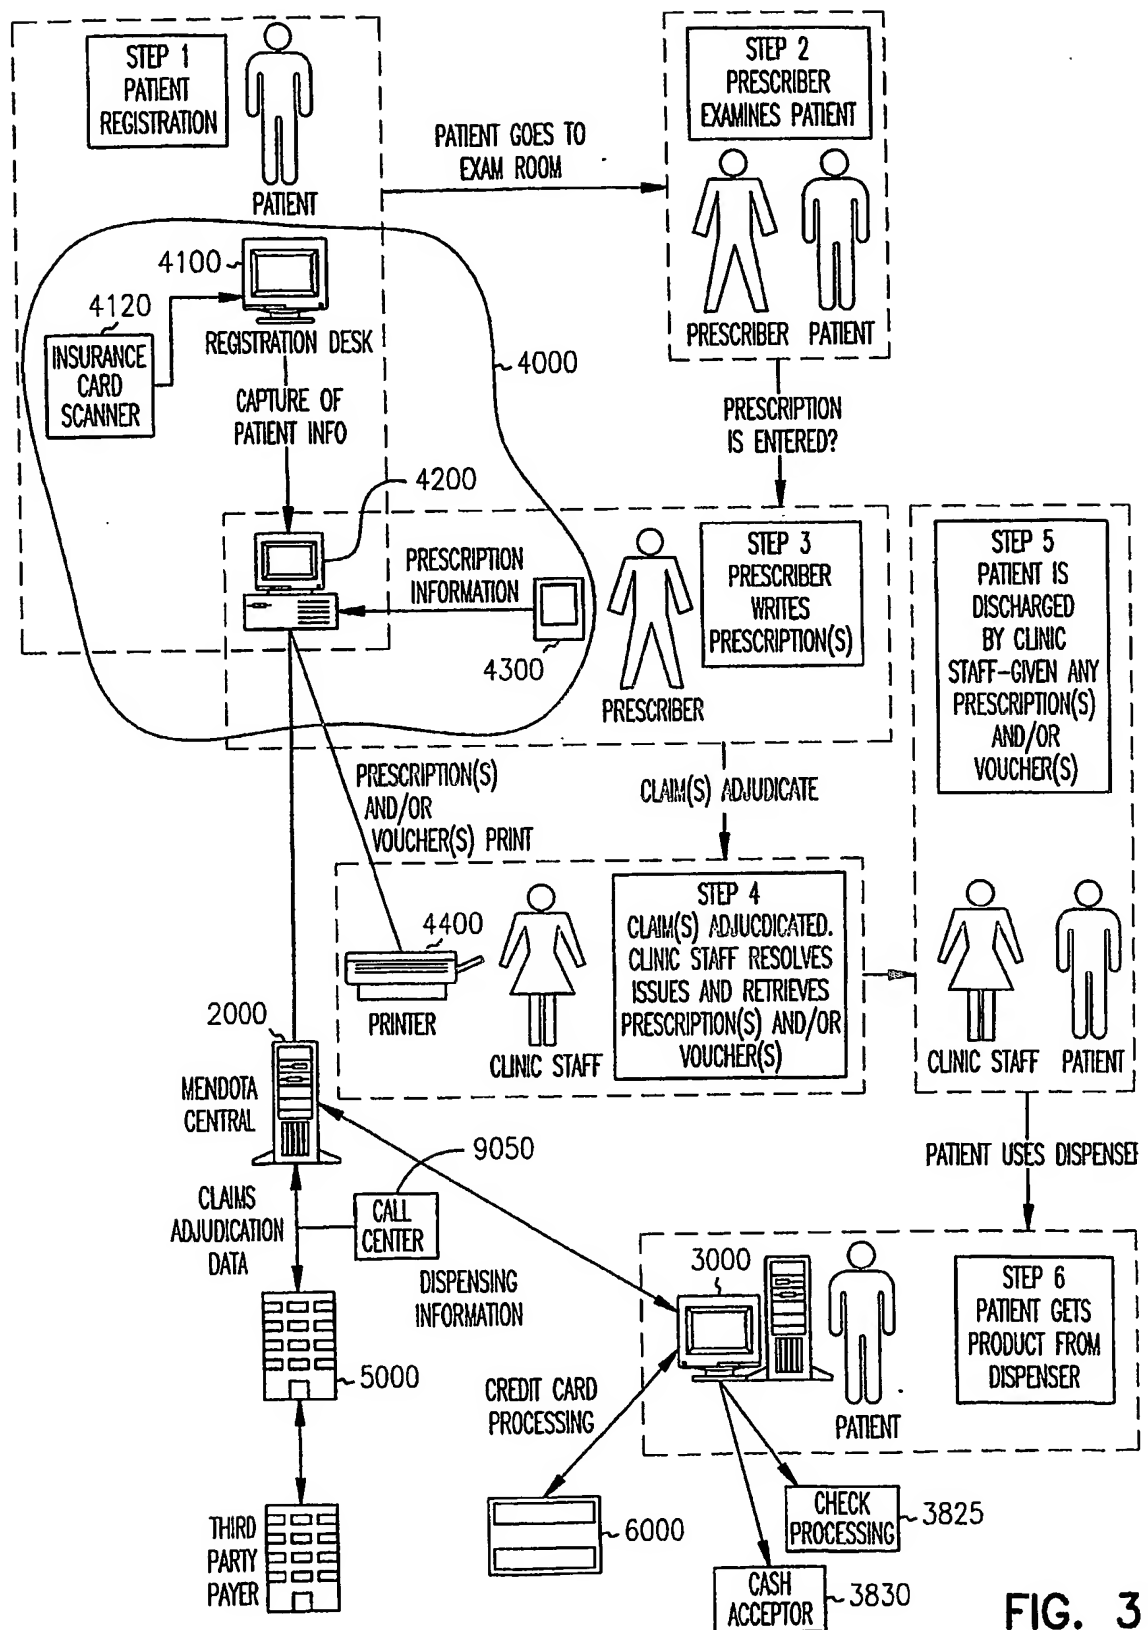 STEP 1
PATIENT
REGISTRATION
PATIENT
PATIENT GOES TO
EXAM ROOM
STEP 2
PRESCRIBER
EXAMINES PATIENT
PRESCRIBER
PATIENT
4100
4120
INSURANCE
CARD
SCANNER
REGISTRATION DESK
4000
CAPTURE OF
PATIENT INFO
PRESCRIPTION
IS ENTERED?
4200
PRESCRIPTION
INFORMATION
4300
PRESCRIBER
STEP 3
PRESCRIBER
WRITES
PRESCRIPTION(S)
STEP 5
PATIENT IS
DISCHARGED
BY CLINIC
STAFF-GIVEN ANY
PRESCRIPTION(S)
AND/OR
VOUCHER(S)
PRESCRIPTION(S)
AND/OR
VOUCHER(S) PRINT
CLAIM(S) ADJUDICATE
4400
PRINTER
CLINIC STAFF
STEP 4
CLAIM(S) ADJUCDICATED.
CLINIC STAFF RESOLVES
ISSUES AND RETRIEVES
PRESCRIPTION(S) AND/OR
VOUCHER(S)
CLINIC STAFF
PATIENT
2000
MENDOTA
CENTRAL
9050
CALL
CENTER
CLAIMS
ADJUDICATION
DATA
DISPENSING
INFORMATION
PATIENT USES DISPENSER
3000
PATIENT
STEP 6
PATIENT GETS
PRODUCT FROM
DISPENSER
5000
CREDIT CARD
PROCESSING
6000
CHECK
PROCESSING
3825
CASH
ACCEPTOR
3830
THIRD
PARTY
PAYER
FIG. 3